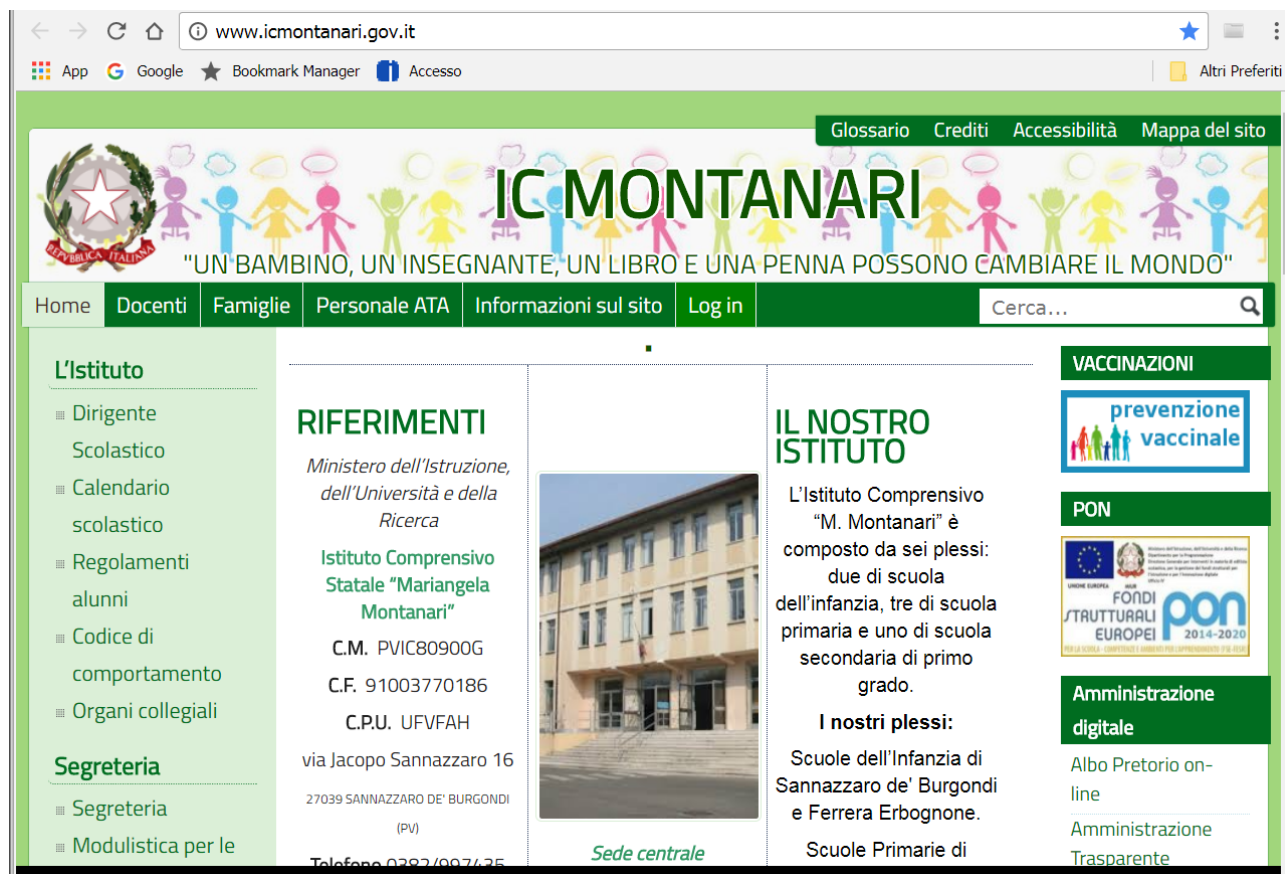 www.icmontanari.gov.it
App Google Bookmark Manager Accesso Altri Preferiti
Glossario Crediti Accessibilità Mappa del sito
IC MONTANARI
REPVBBLICA ITALIANA
"UN BAMBINO, UN INSEGNANTE, UN LIBRO E UNA PENNA POSSONO CAMBIARE IL MONDO"
Home Docenti Famiglie Personale ATA Informazioni sul sito Log in Cerca...
L'Istituto
Dirigente
Scolastico
Calendario
scolastico
Regolamenti
alunni
Codice di
comportamento
Organi collegiali
Segreteria
Segreteria
Modulistica per le
RIFERIMENTI
Ministero dell'Istruzione,
dell'Università e della
Ricerca
Istituto Comprensivo
Statale "Mariangela
Montanari"
C.M. PVIC80900G
C.F. 91003770186
C.P.U. UFVFAH
via Jacopo Sannazzaro 16
27039 SANNAZZARO DE' BURGONDI
(PV)
Telefono 0382/997435
Sede centrale
IL NOSTRO
ISTITUTO
L'Istituto Comprensivo
"M. Montanari" è
composto da sei plessi:
due di scuola
dell'infanzia, tre di scuola
primaria e uno di scuola
secondaria di primo
grado.
I nostri plessi:
Scuole dell'Infanzia di
Sannazzaro de' Burgondi
e Ferrera Erbognone.
Scuole Primarie di
VACCINAZIONI
prevenzione
vaccinale
PON
UNIONE EUROPEA MIUR
FONDI
STRUTTURALI
EUROPEI
pon
2014-2020
Amministrazione
digitale
Albo Pretorio on-
line
Amministrazione
Trasparente